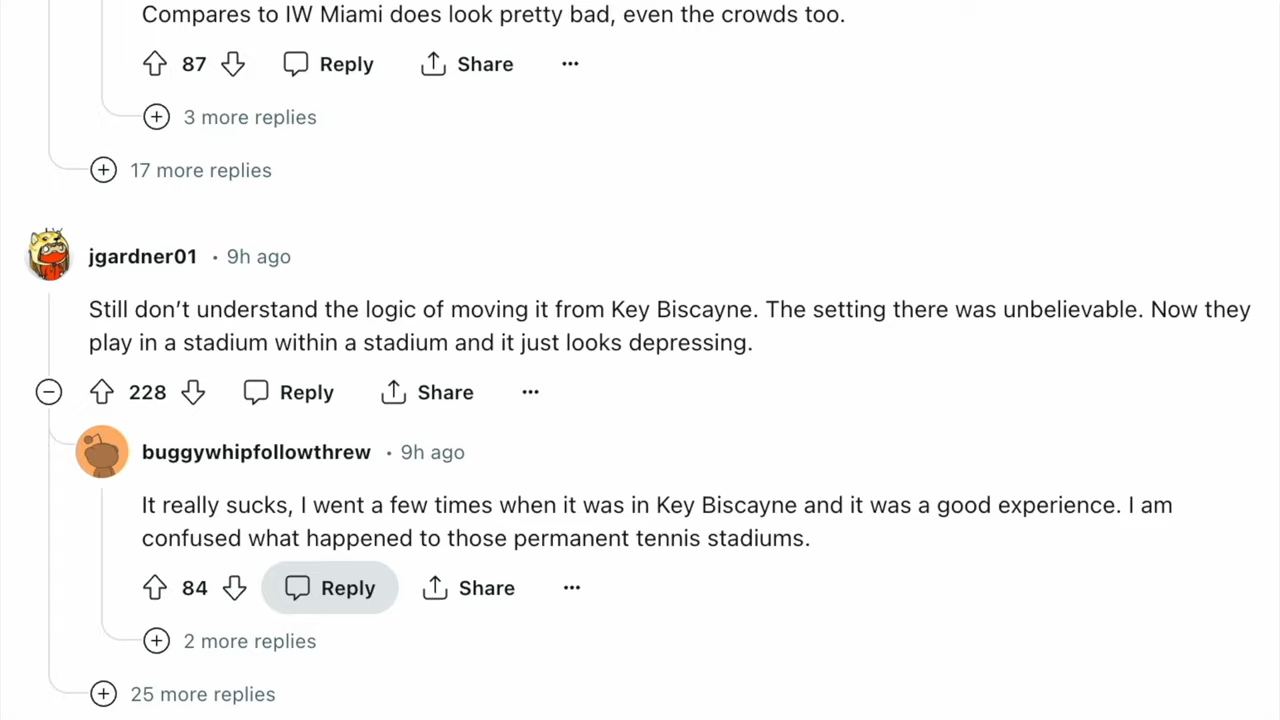 Compares to IW Miami does look pretty bad, even the crowds too.
87 Reply Share ...
3 more replies
17 more replies
jgardner01 • 9h ago
Still don’t understand the logic of moving it from Key Biscayne. The setting there was unbelievable. Now they
play in a stadium within a stadium and it just looks depressing.
228 Reply Share ...
buggywhipfollowthrew • 9h ago
It really sucks, I went a few times when it was in Key Biscayne and it was a good experience. I am
confused what happened to those permanent tennis stadiums.
84 Reply Share ...
2 more replies
25 more replies